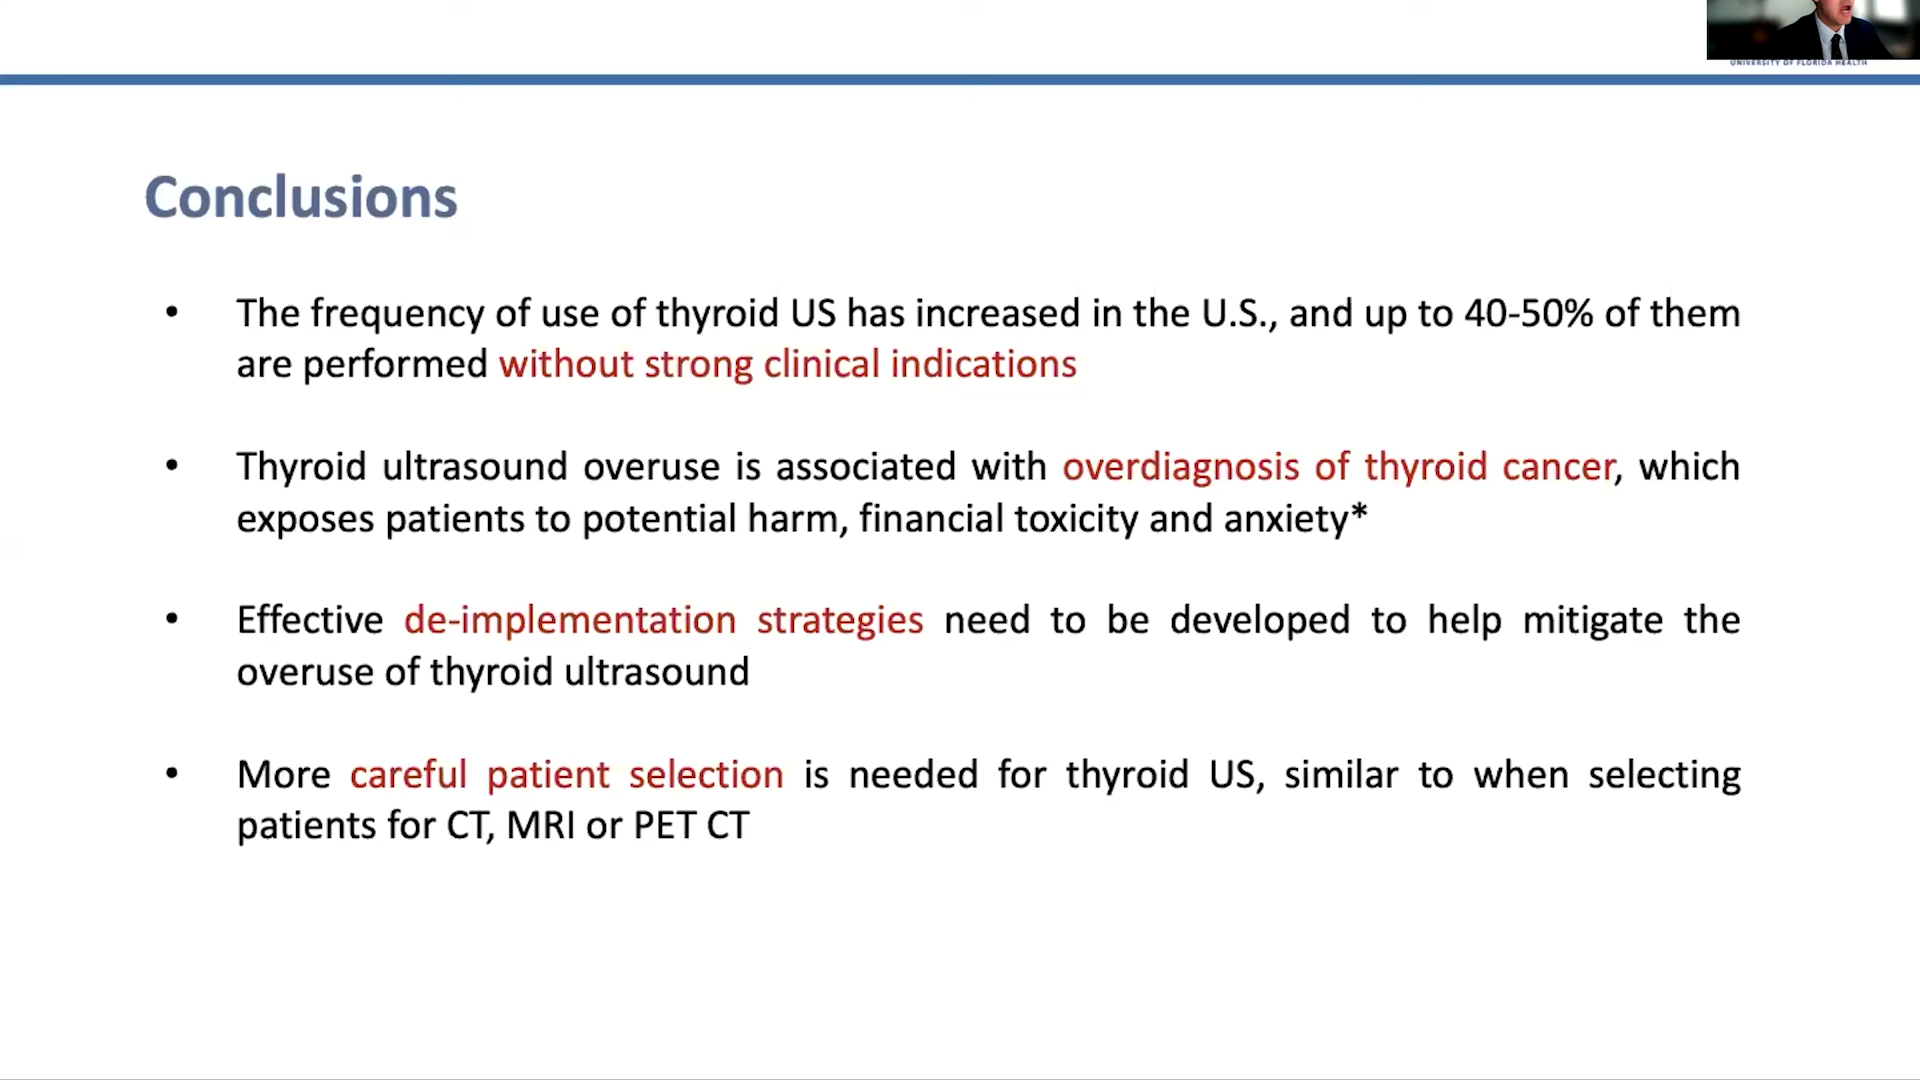 UNIVERSITY OF FLORIDA HEALTH
Conclusions
• The frequency of use of thyroid US has increased in the U.S., and up to 40-50% of them
are performed without strong clinical indications
• Thyroid ultrasound overuse is associated with overdiagnosis of thyroid cancer, which
exposes patients to potential harm, financial toxicity and anxiety*
• Effective de-implementation strategies need to be developed to help mitigate the
overuse of thyroid ultrasound
• More careful patient selection is needed for thyroid US, similar to when selecting
patients for CT, MRI or PET CT